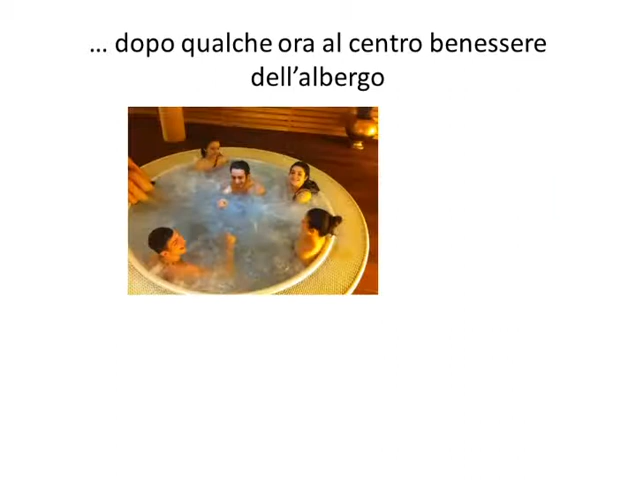 … dopo qualche ora al centro benessere
dell’albergo